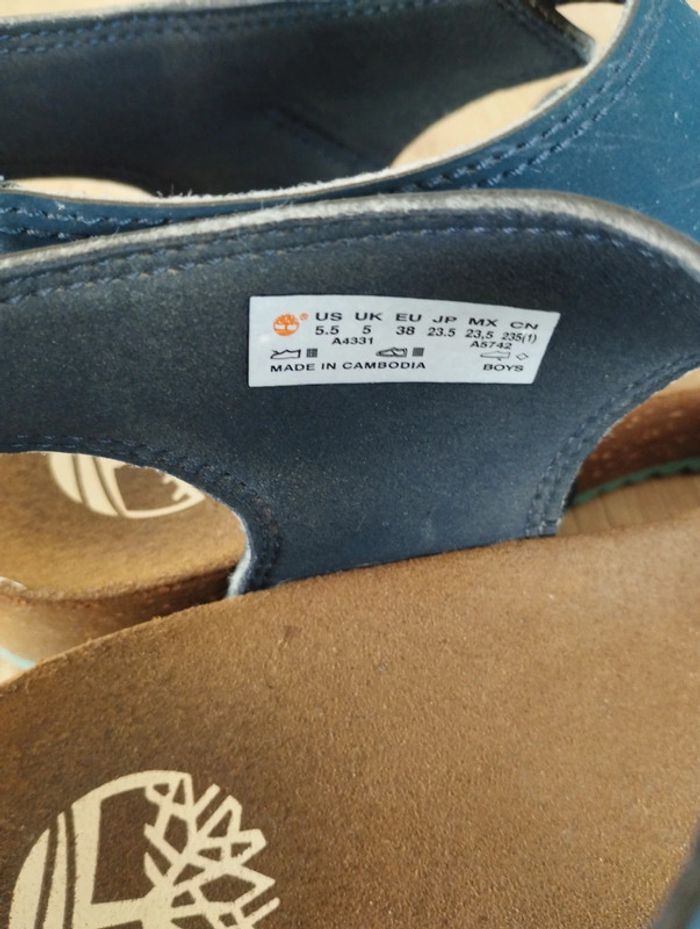 ® US UK EU JP MX CN
5.5 5 38 23.5 23,5 235(1)
A4331 A5742
MADE IN CAMBODIA BOYS